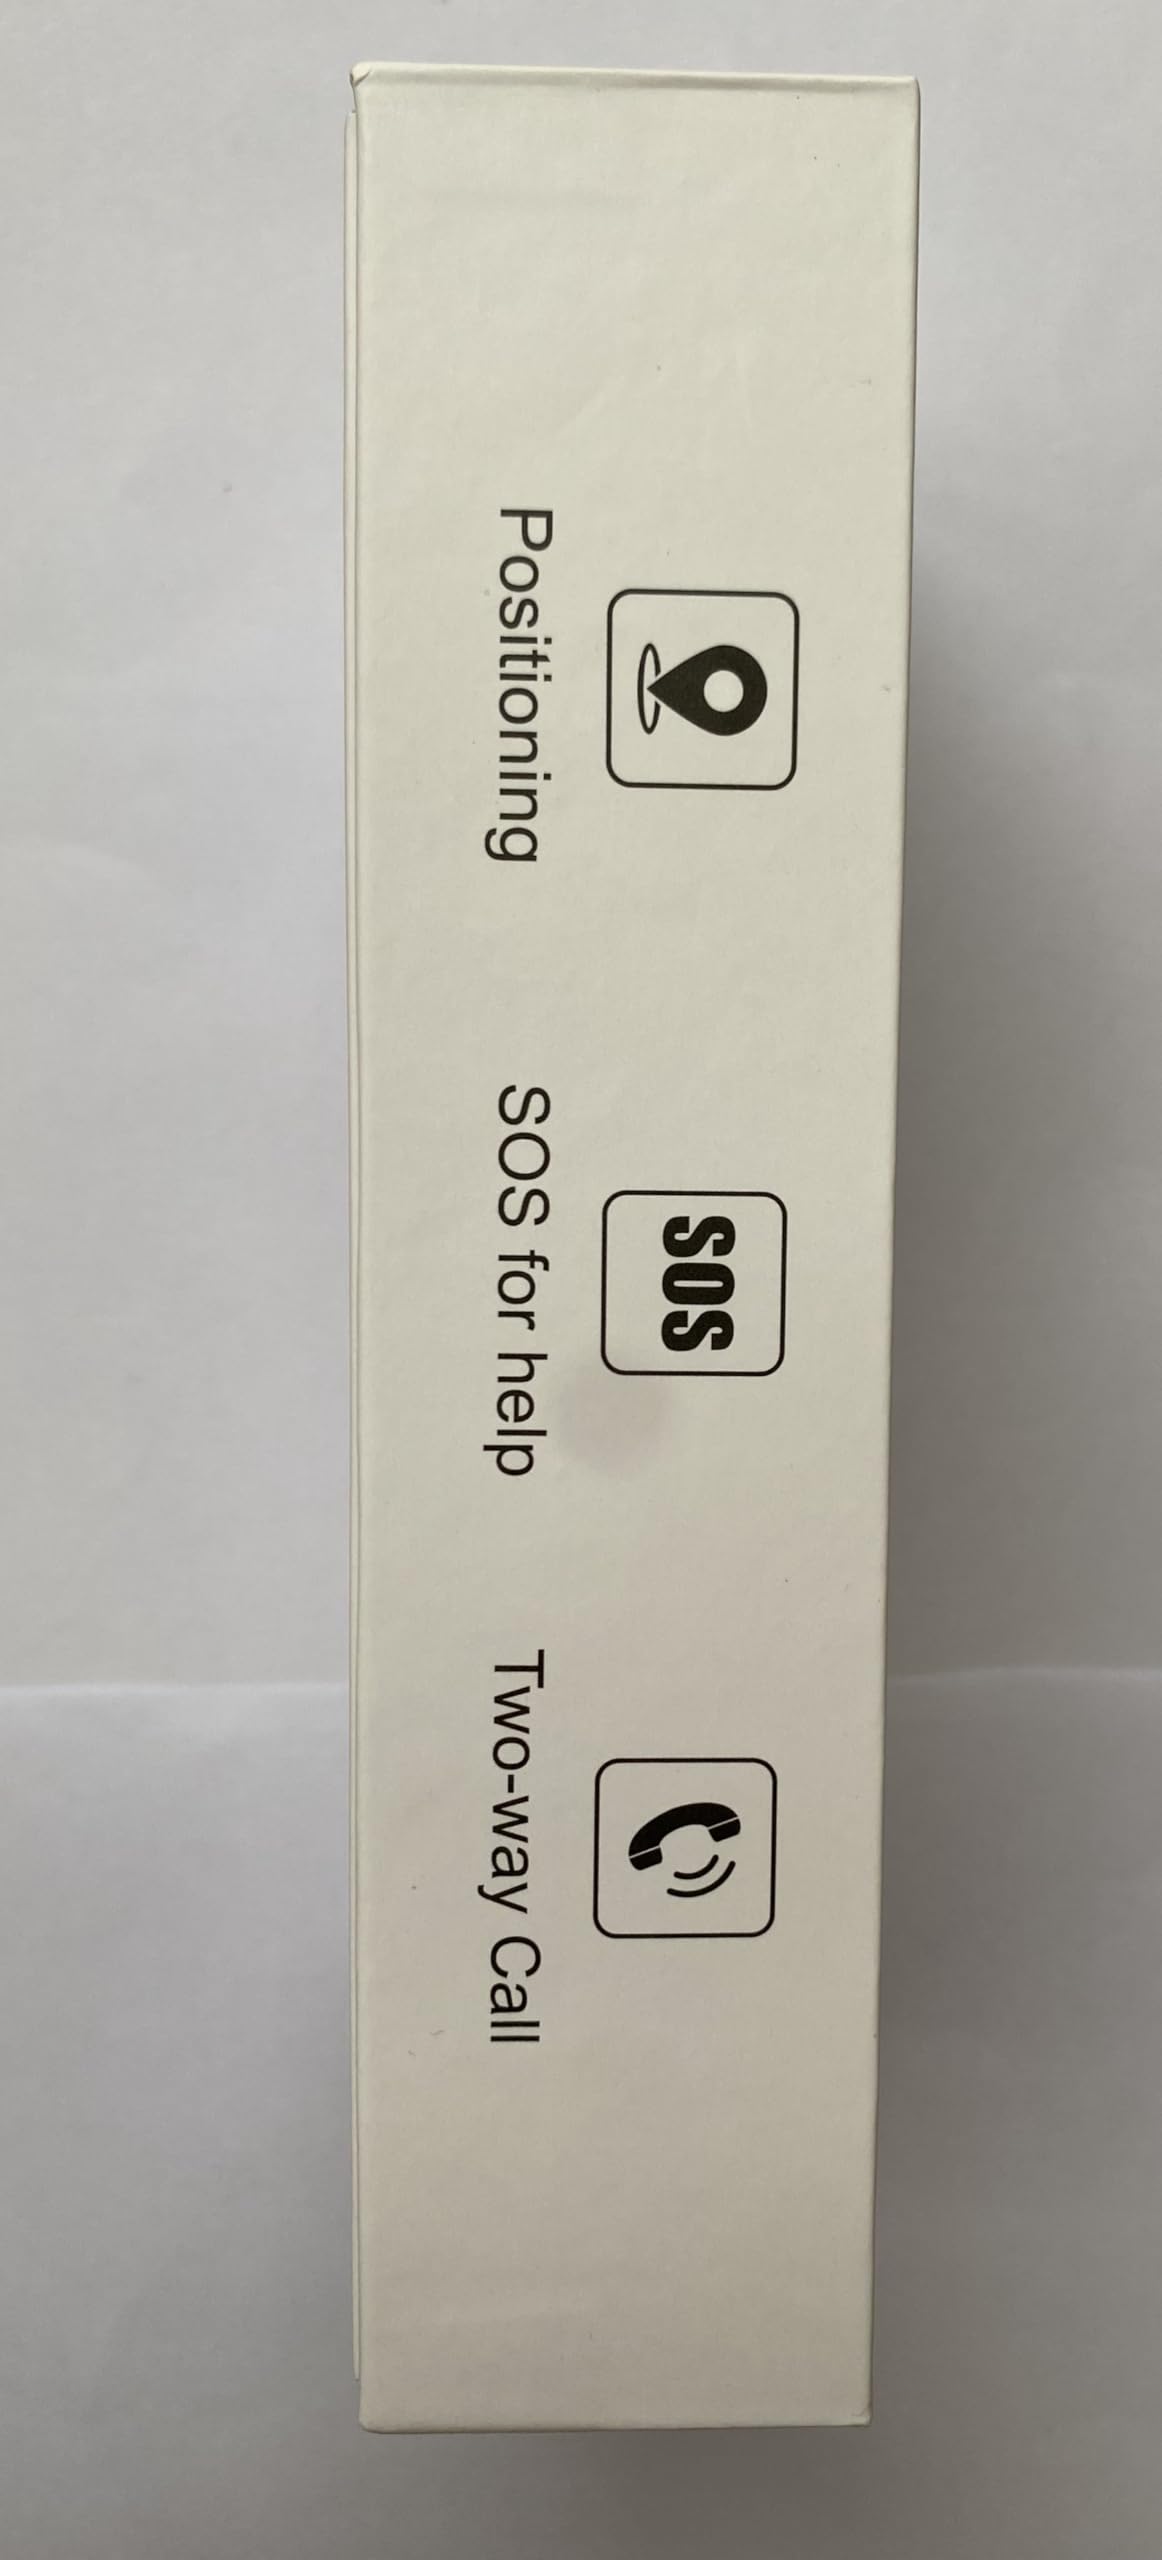 Positioning
SOS
SOS for help
Two-way Call